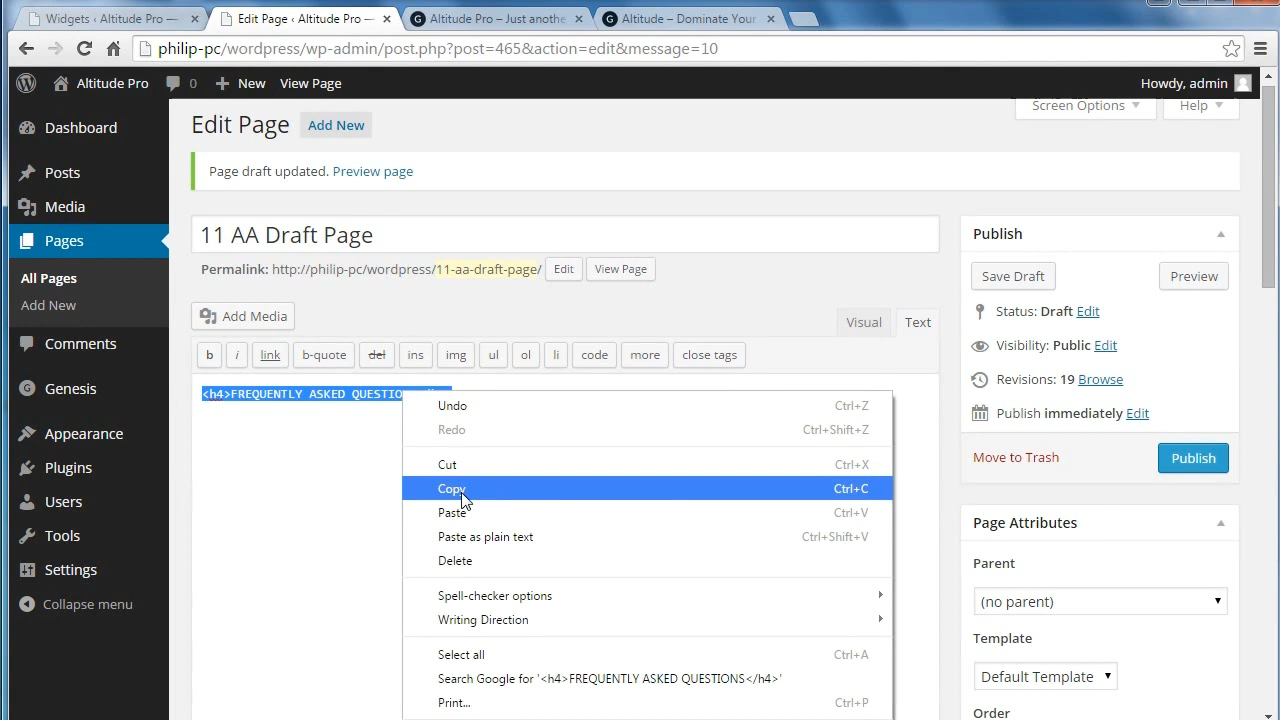 Widgets ‹ Altitude Pro —
Edit Page ‹ Altitude Pro —
Altitude Pro – Just anothe
Altitude – Dominate Your
philip-pc/wordpress/wp-admin/post.php?post=465&action=edit&message=10
Altitude Pro
0
New
View Page
Howdy, admin
Screen Options
Help
Dashboard
Posts
Media
Pages
All Pages
Add New
Comments
Genesis
Appearance
Plugins
Users
Tools
Settings
Collapse menu
Edit Page
Add New
Page draft updated. Preview page
11 AA Draft Page
Permalink: http://philip-pc/wordpress/11-aa-draft-page/
Edit
View Page
Add Media
Visual
Text
b
i
link
b-quote
del
ins
img
ul
ol
li
code
more
close tags
<h4>FREQUENTLY ASKED QUESTIO
Undo Ctrl+Z
Redo Ctrl+Shift+Z
Cut Ctrl+X
Copy Ctrl+C
Paste Ctrl+V
Paste as plain text Ctrl+Shift+V
Delete
Spell-checker options
Writing Direction
Select all Ctrl+A
Search Google for '<h4>FREQUENTLY ASKED QUESTIONS</h4>'
Print... Ctrl+P
Publish
Save Draft
Preview
Status: Draft Edit
Visibility: Public Edit
Revisions: 19 Browse
Publish immediately Edit
Move to Trash
Publish
Page Attributes
Parent
(no parent)
Template
Default Template
Order